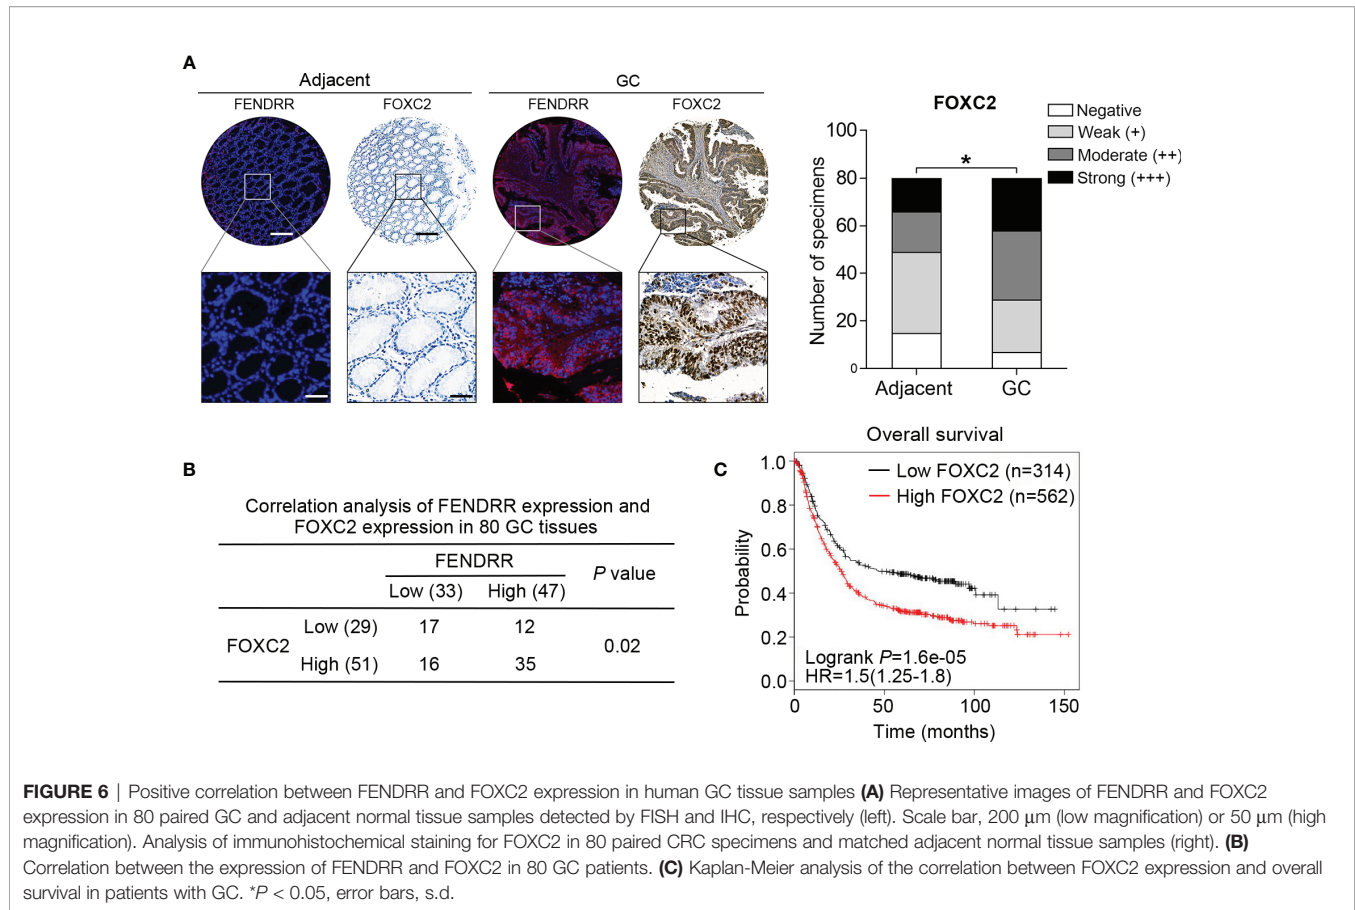 A
Adjacent
GC
FENDRR
FOXC2
FENDRR
FOXC2
FOXC2
Negative
Weak (+)
Moderate (++)
Strong (+++)
Number of specimens
100
80
60
40
20
0
*
Adjacent
GC
B
Correlation analysis of FENDRR expression and
FOXC2 expression in 80 GC tissues
FENDRR
P value
Low (33)
High (47)
FOXC2
Low (29)
17
12
0.02
High (51)
16
35
C
Overall survival
Low FOXC2 (n=314)
High FOXC2 (n=562)
Probability
1.0
0.8
0.6
0.4
0.2
0.0
Logrank P=1.6e-05
HR=1.5(1.25-1.8)
0
50
100
150
Time (months)
FIGURE 6 | Positive correlation between FENDRR and FOXC2 expression in human GC tissue samples (A) Representative images of FENDRR and FOXC2
expression in 80 paired GC and adjacent normal tissue samples detected by FISH and IHC, respectively (left). Scale bar, 200 μm (low magnification) or 50 μm (high
magnification). Analysis of immunohistochemical staining for FOXC2 in 80 paired CRC specimens and matched adjacent normal tissue samples (right). (B)
Correlation between the expression of FENDRR and FOXC2 in 80 GC patients. (C) Kaplan-Meier analysis of the correlation between FOXC2 expression and overall
survival in patients with GC. *P < 0.05, error bars, s.d.